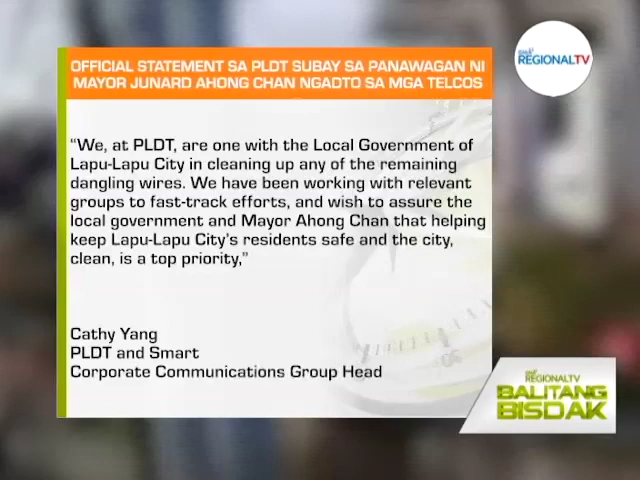 OFFICIAL STATEMENT SA PLDT SUBAY SA PANAWAGAN NI
MAYOR JUNARD AHONG CHAN NGADTO SA MGA TELCOS
GMA
REGIONALTV
“We, at PLDT, are one with the Local Government of
Lapu-Lapu City in cleaning up any of the remaining
dangling wires. We have been working with relevant
groups to fast-track efforts, and wish to assure the
local government and Mayor Ahong Chan that helping
keep Lapu-Lapu City’s residents safe and the city,
clean, is a top priority,”
Cathy Yang
PLDT and Smart
Corporate Communications Group Head
GMA
REGIONALTV
BALITANG
BISDAK